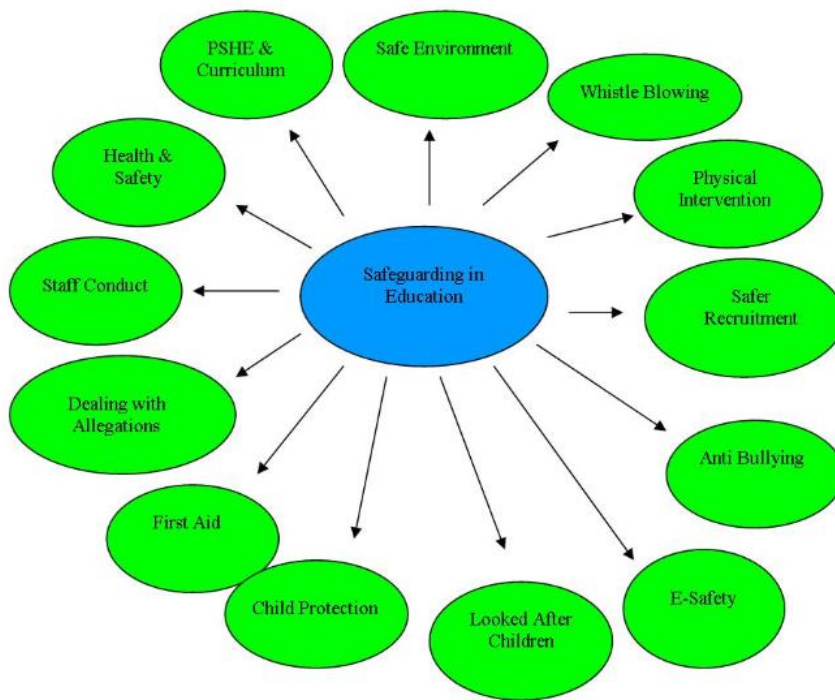 PSHE &
Curriculum
Safe Environment
Whistle Blowing
Health &
Safety
Physical
Intervention
Staff Conduct
Safeguarding in
Education
Safer
Recruitment
Dealing with
Allegations
Anti Bullying
First Aid
Child Protection
Looked After
Children
E-Safety